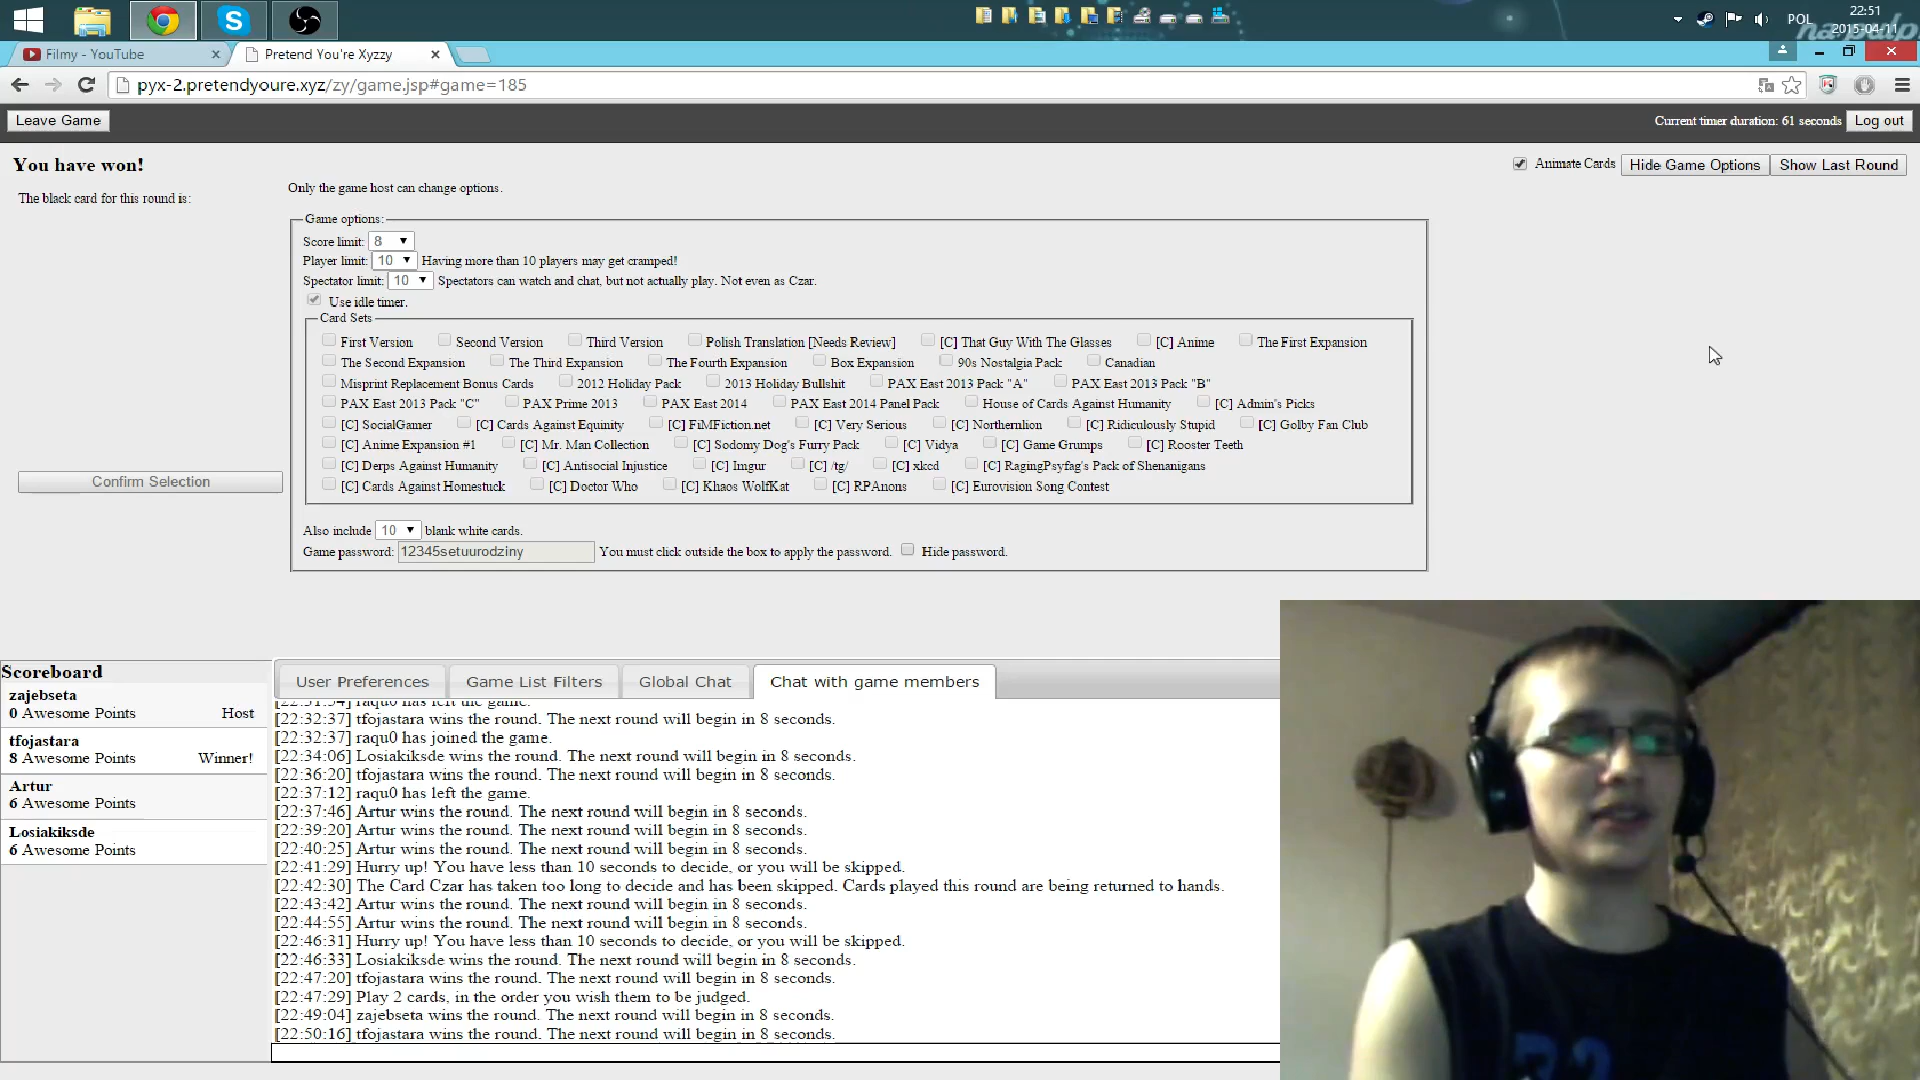 22:51
POL
2015-04-11
Filmy - YouTube
Pretend You're Xyzzy
pyx-2.pretendyoure.xyz/zy/game.jsp#game=185
Leave Game
Current timer duration: 61 seconds
Log out
You have won!
Animate Cards
Hide Game Options
Show Last Round
The black card for this round is:
Only the game host can change options.
Game options:
Score limit: 8
Player limit: 10 Having more than 10 players may get cramped!
Spectator limit: 10 Spectators can watch and chat, but not actually play. Not even as Czar.
Use idle timer.
Card Sets
First Version Second Version Third Version Polish Translation [Needs Review] [C] That Guy With The Glasses [C] Anime The First Expansion
The Second Expansion The Third Expansion The Fourth Expansion Box Expansion 90s Nostalgia Pack Canadian
Misprint Replacement Bonus Cards 2012 Holiday Pack 2013 Holiday Bullshit PAX East 2013 Pack "A" PAX East 2013 Pack "B"
PAX East 2013 Pack "C" PAX Prime 2013 PAX East 2014 PAX East 2014 Panel Pack House of Cards Against Humanity [C] Admin's Picks
[C] SocialGamer [C] Cards Against Equinity [C] FiMFiction.net [C] Very Serious [C] Northernlion [C] Ridiculously Stupid [C] Golby Fan Club
[C] Anime Expansion #1 [C] Mr. Man Collection [C] Sodomy Dog's Furry Pack [C] Vidya [C] Game Grumps [C] Rooster Teeth
[C] Derps Against Humanity [C] Antisocial Injustice [C] Imgur [C] /tg/ [C] xkcd [C] RagingPsyfag's Pack of Shenanigans
[C] Cards Against Homestuck [C] Doctor Who [C] Khaos WolfKat [C] RPAnons [C] Eurovision Song Contest
Confirm Selection
Also include 10 blank white cards.
Game password: 12345setuurodziny You must click outside the box to apply the password. Hide password.
Scoreboard
zajebseta
0 Awesome Points Host
tfojastara
8 Awesome Points Winner!
Artur
6 Awesome Points
Losiakiksde
6 Awesome Points
User Preferences
Game List Filters
Global Chat
Chat with game members
[22:31:54] raqu0 has left the game.
[22:32:37] tfojastara wins the round. The next round will begin in 8 seconds.
[22:32:37] raqu0 has joined the game.
[22:34:06] Losiakiksde wins the round. The next round will begin in 8 seconds.
[22:36:20] tfojastara wins the round. The next round will begin in 8 seconds.
[22:37:12] raqu0 has left the game.
[22:37:46] Artur wins the round. The next round will begin in 8 seconds.
[22:39:20] Artur wins the round. The next round will begin in 8 seconds.
[22:40:25] Artur wins the round. The next round will begin in 8 seconds.
[22:41:29] Hurry up! You have less than 10 seconds to decide, or you will be skipped.
[22:42:30] The Card Czar has taken too long to decide and has been skipped. Cards played this round are being returned to hands.
[22:43:42] Artur wins the round. The next round will begin in 8 seconds.
[22:44:55] Artur wins the round. The next round will begin in 8 seconds.
[22:46:31] Hurry up! You have less than 10 seconds to decide, or you will be skipped.
[22:46:33] Losiakiksde wins the round. The next round will begin in 8 seconds.
[22:47:20] tfojastara wins the round. The next round will begin in 8 seconds.
[22:47:29] Play 2 cards, in the order you wish them to be judged.
[22:49:04] zajebseta wins the round. The next round will begin in 8 seconds.
[22:50:16] tfojastara wins the round. The next round will begin in 8 seconds.